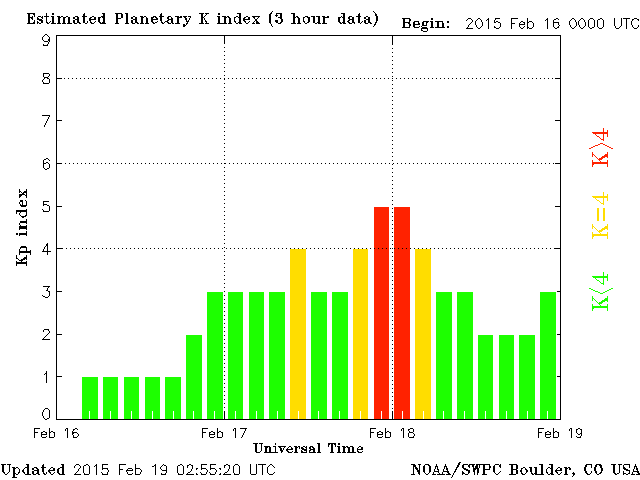 Estimated Planetary K index (3 hour data) Begin: 2015 Feb 16 0000 UTC
9
8
7
6
5
4
3
2
1
0
Kp index
K>4
K=4
K<4
Feb 16 Feb 17 Feb 18 Feb 19
Universal Time
Updated 2015 Feb 19 02:55:20 UTC NOAA/SWPC Boulder, CO USA